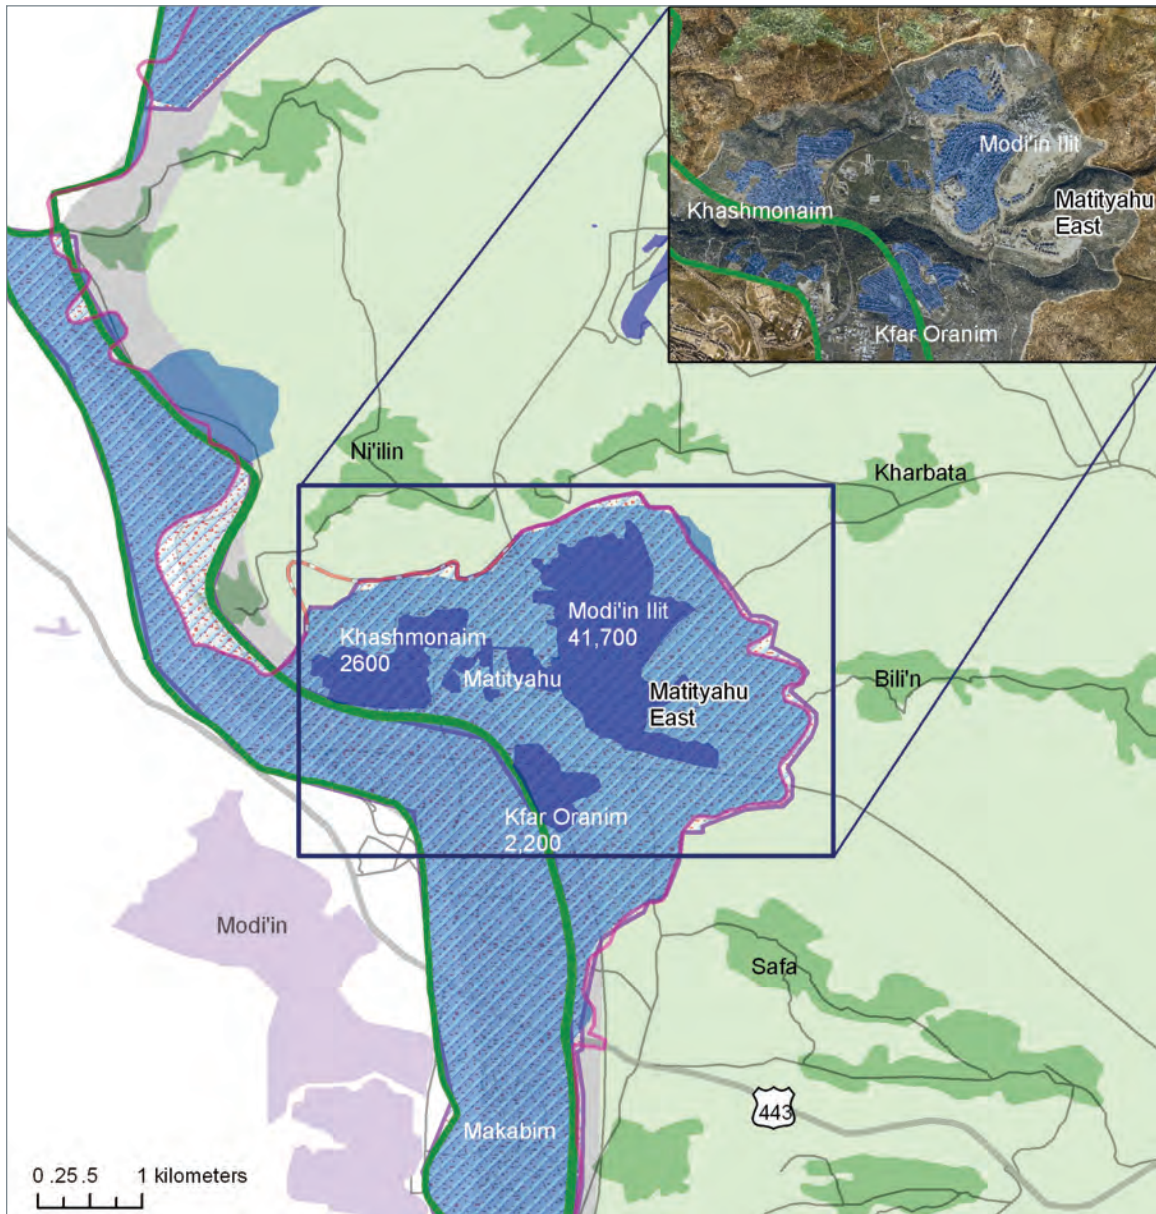 Modi'in Ilit
Matityahu
East
Khashmonaim
Kfar Oranim
Ni'ilin
Kharbata
Khashmonaim
2600
Modi'in Ilit
41,700
Matityahu
Matityahu
East
Bili'n
Kfar Oranim
2,200
Modi'in
Safa
443
Makabim
0 .25.5 1 kilometers